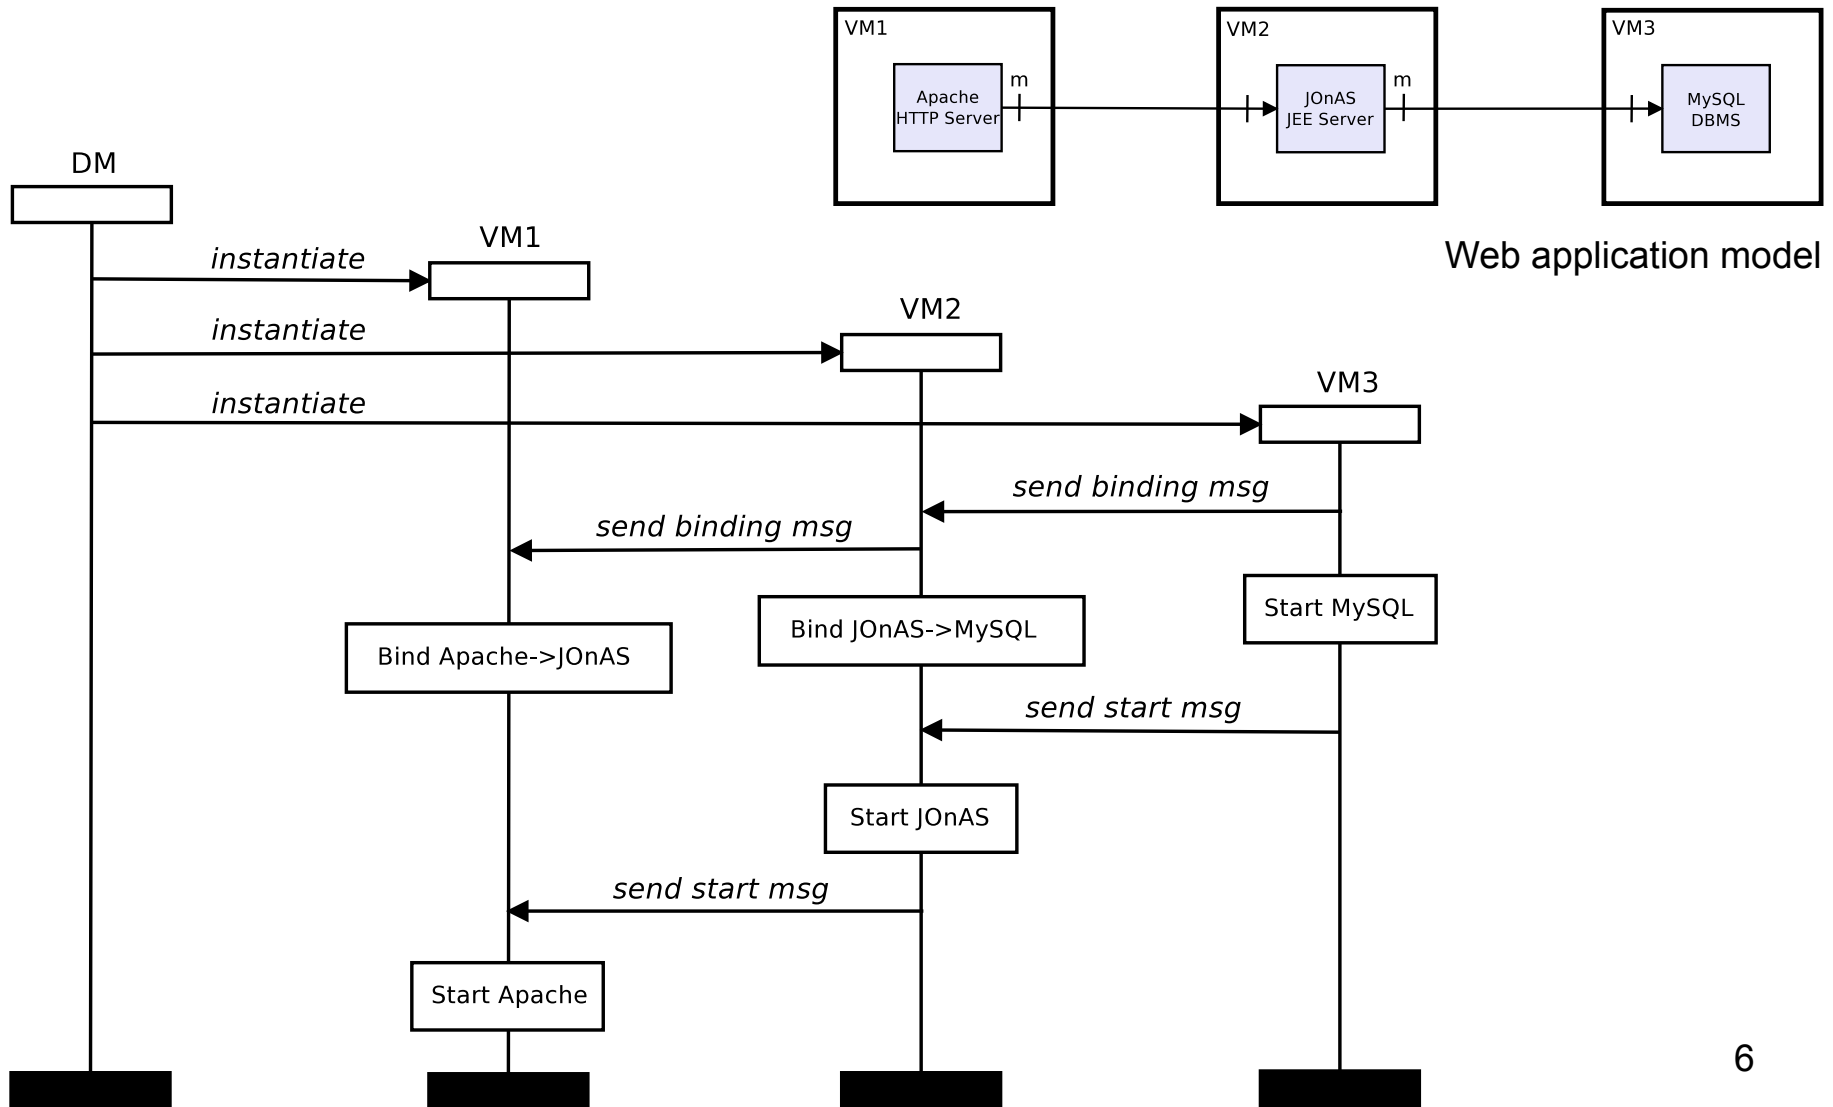 VM1
VM2
VM3
Apache
HTTP Server
m
JOnAS
JEE Server
m
MySQL
DBMS
Web application model
DM
VM1
instantiate
VM2
instantiate
VM3
instantiate
send binding msg
send binding msg
Start MySQL
Bind JOnAS->MySQL
Bind Apache->JOnAS
send start msg
Start JOnAS
send start msg
Start Apache
6